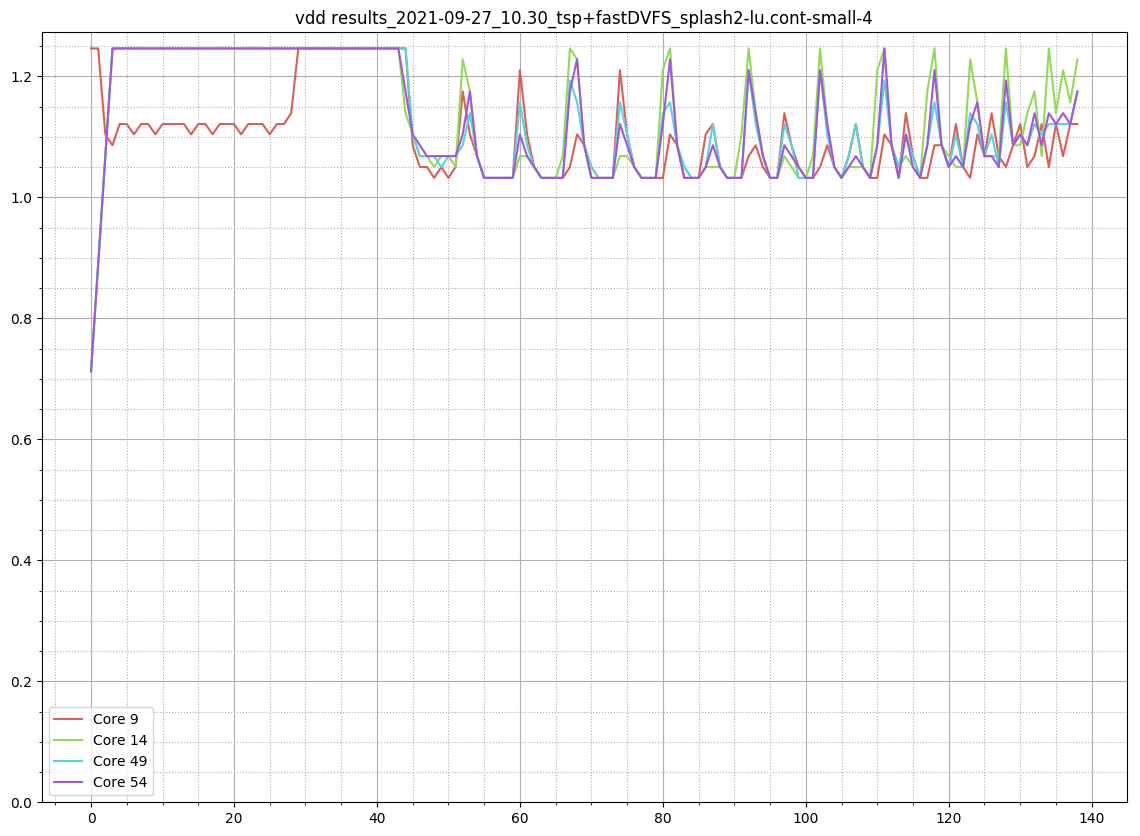 vdd results_2021-09-27_10.30_tsp+fastDVFS_splash2-lu.cont-small-4
1.2
1.0
0.8
0.6
0.4
0.2
0.0
Core 9
Core 14
Core 49
Core 54
0 20 40 60 80 100 120 140